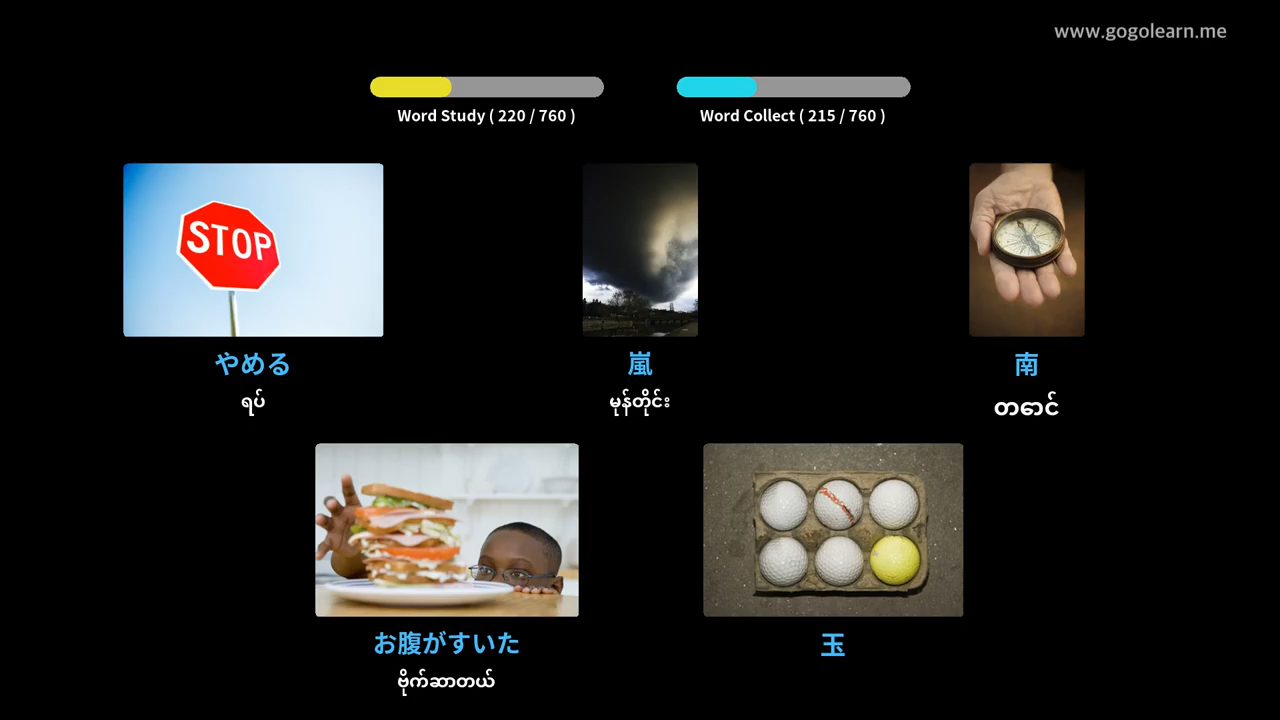 www.gogolearn.me
Word Study ( 220 / 760 )
Word Collect ( 215 / 760 )
STOP
やめる
ရပ်
嵐
မုန်တိုင်း
南
တောင်
お腹がすいた
ဗိုက်ဆာတယ်
玉